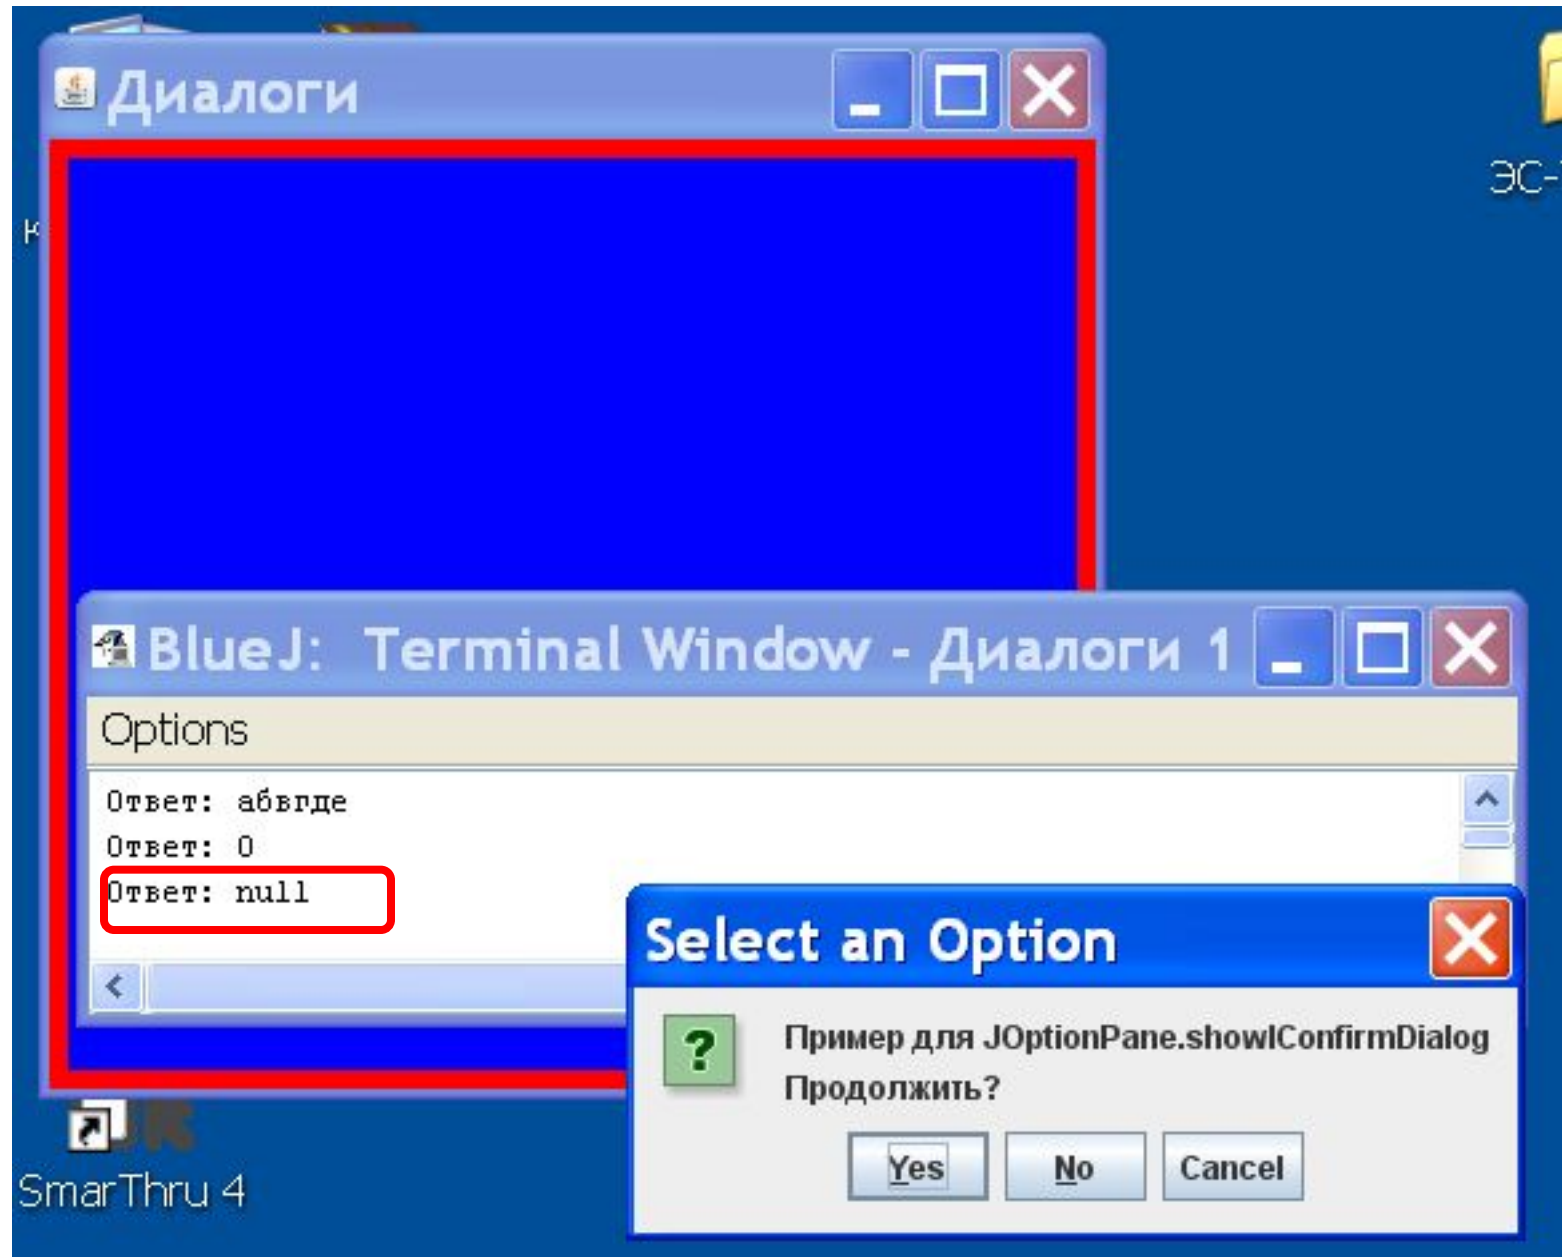 Диалоги
ЭС-
к
BlueJ: Terminal Window - Диалоги 1
Options
Ответ: абвгде
Ответ: 0
Ответ: null
Select an Option
Пример для JOptionPane.showIConfirmDialog
Продолжить?
Yes
No
Cancel
SmarThru 4